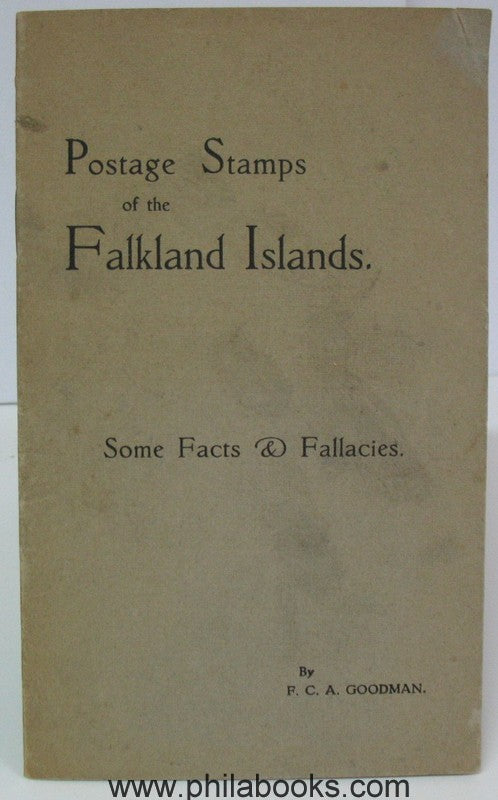 Postage Stamps
of the
Falkland Islands.
Some Facts & Fallacies.
By
F. C. A. GOODMAN.
www.philabooks.com